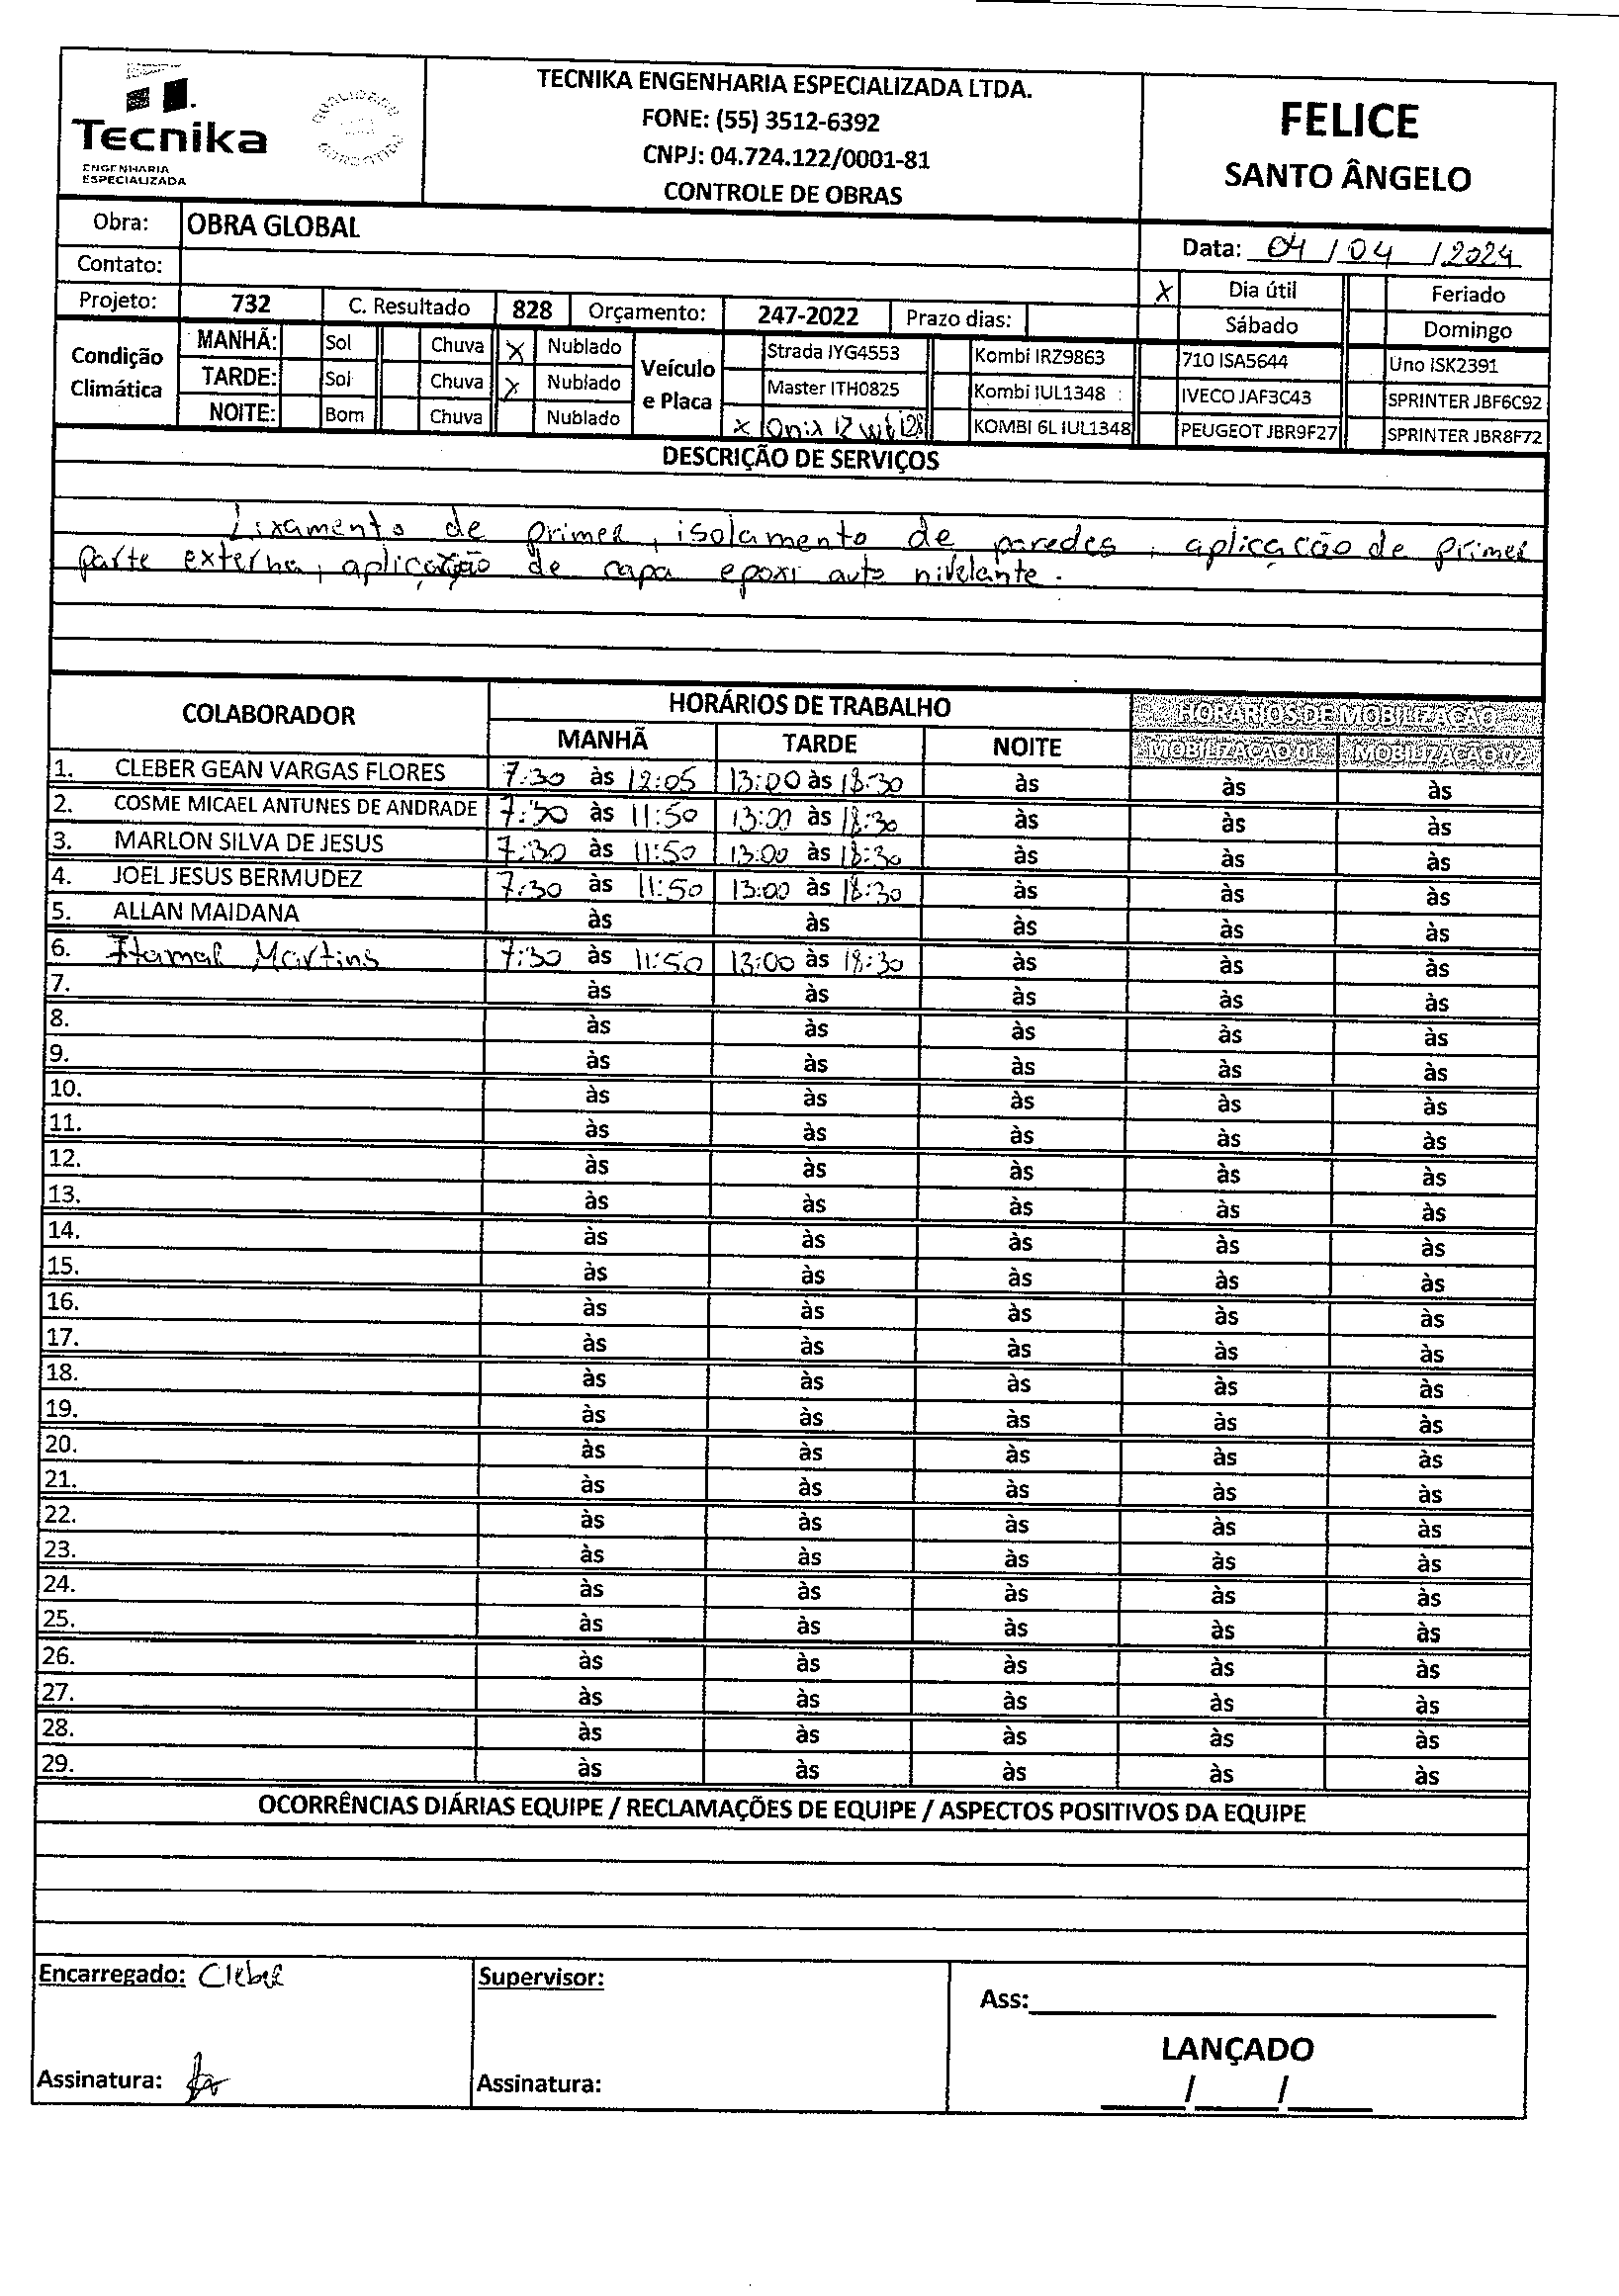 Tecnika
ENGENHARIA
ESPECIALIZADA
QUALIDADE
TECNIKA ENGENHARIA ESPECIALIZADA LTDA.
FONE: (55) 3512-6392
CNPJ: 04.724.122/0001-81
CONTROLE DE OBRAS
FELICE
SANTO ÂNGELO
Obra: OBRA GLOBAL
Data: 04 / 04 / 2024
Contato:
X Dia útil Feriado
Projeto: 732 C. Resultado 828 Orçamento: 247-2022 Prazo dias:
Sábado Domingo
Condição Climática
MANHÃ: Sol Chuva X Nublado
TARDE: Sol Chuva X Nublado
NOITE: Bom Chuva Nublado
Veículo e Placa
Strada IYG4553 Kombi IRZ9863 710 ISA5644 Uno ISK2391
Master ITH0825 Kombi IUL1348 IVECO JAF3C43 SPRINTER JBF6C92
X Onix KOMBI 6L IUL1348 PEUGEOT JBR9F27 SPRINTER JBR8F72
DESCRIÇÃO DE SERVIÇOS
Lixamento de primer, isolamento de paredes, aplicação de primer
parte externa, aplicação de capa epoxi auto nivelante.
COLABORADOR HORÁRIOS DE TRABALHO HORÁRIOS DE MOBILIZAÇÃO
MANHÃ TARDE NOITE MOBILIZAÇÃO 01 MOBILIZAÇÃO 02
1. CLEBER GEAN VARGAS FLORES 7:30 às 12:05 13:00 às 18:30 às às às
2. COSME MICAEL ANTUNES DE ANDRADE 7:30 às 11:50 13:00 às 18:30 às às às
3. MARLON SILVA DE JESUS 7:30 às 11:50 13:00 às 18:30 às às às
4. JOEL JESUS BERMUDEZ 7:30 às 11:50 13:00 às 18:30 às às às
5. ALLAN MAIDANA às às às às às
6. Itamar Martins 7:30 às 11:50 13:00 às 18:30 às às às
7. às às às às às
8. às às às às às
9. às às às às às
10. às às às às às
11. às às às às às
12. às às às às às
13. às às às às às
14. às às às às às
15. às às às às às
16. às às às às às
17. às às às às às
18. às às às às às
19. às às às às às
20. às às às às às
21. às às às às às
22. às às às às às
23. às às às às às
24. às às às às às
25. às às às às às
26. às às às às às
27. às às às às às
28. às às às às às
29. às às às às às
OCORRÊNCIAS DIÁRIAS EQUIPE / RECLAMAÇÕES DE EQUIPE / ASPECTOS POSITIVOS DA EQUIPE
Encarregado: Cleber
Supervisor:
Ass:
LANÇADO
Assinatura:
Assinatura:
/ /